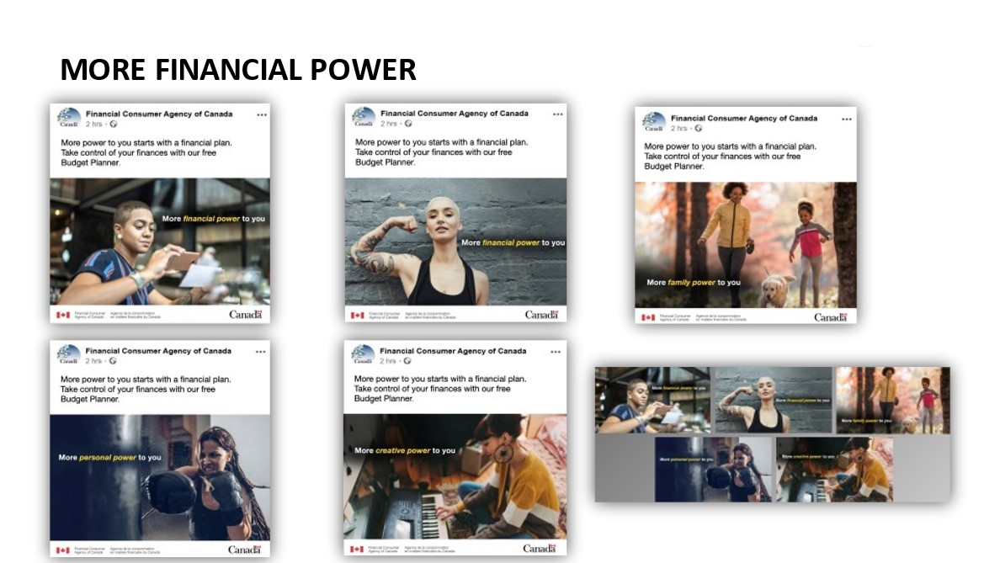 MORE FINANCIAL POWER
Financial Consumer Agency of Canada
2 hrs ·
More power to you starts with a financial plan.
Take control of your finances with our free
Budget Planner.
More financial power to you
Financial Consumer
Agency of Canada
Agence de la consommation
en matière financière du Canada
Canada
Financial Consumer Agency of Canada
2 hrs ·
More power to you starts with a financial plan.
Take control of your finances with our free
Budget Planner.
More financial power to you
Financial Consumer
Agency of Canada
Agence de la consommation
en matière financière du Canada
Canada
Financial Consumer Agency of Canada
2 hrs ·
More power to you starts with a financial plan.
Take control of your finances with our free
Budget Planner.
More family power to you
Financial Consumer
Agency of Canada
Agence de la consommation
en matière financière du Canada
Canada
Financial Consumer Agency of Canada
2 hrs ·
More power to you starts with a financial plan.
Take control of your finances with our free
Budget Planner.
More personal power to you
Financial Consumer
Agency of Canada
Agence de la consommation
en matière financière du Canada
Canada
Financial Consumer Agency of Canada
2 hrs ·
More power to you starts with a financial plan.
Take control of your finances with our free
Budget Planner.
More creative power to you
Financial Consumer
Agency of Canada
Agence de la consommation
en matière financière du Canada
Canada
More financial power to you
More financial power to you
More family power to you
More personal power to you
More creative power to you